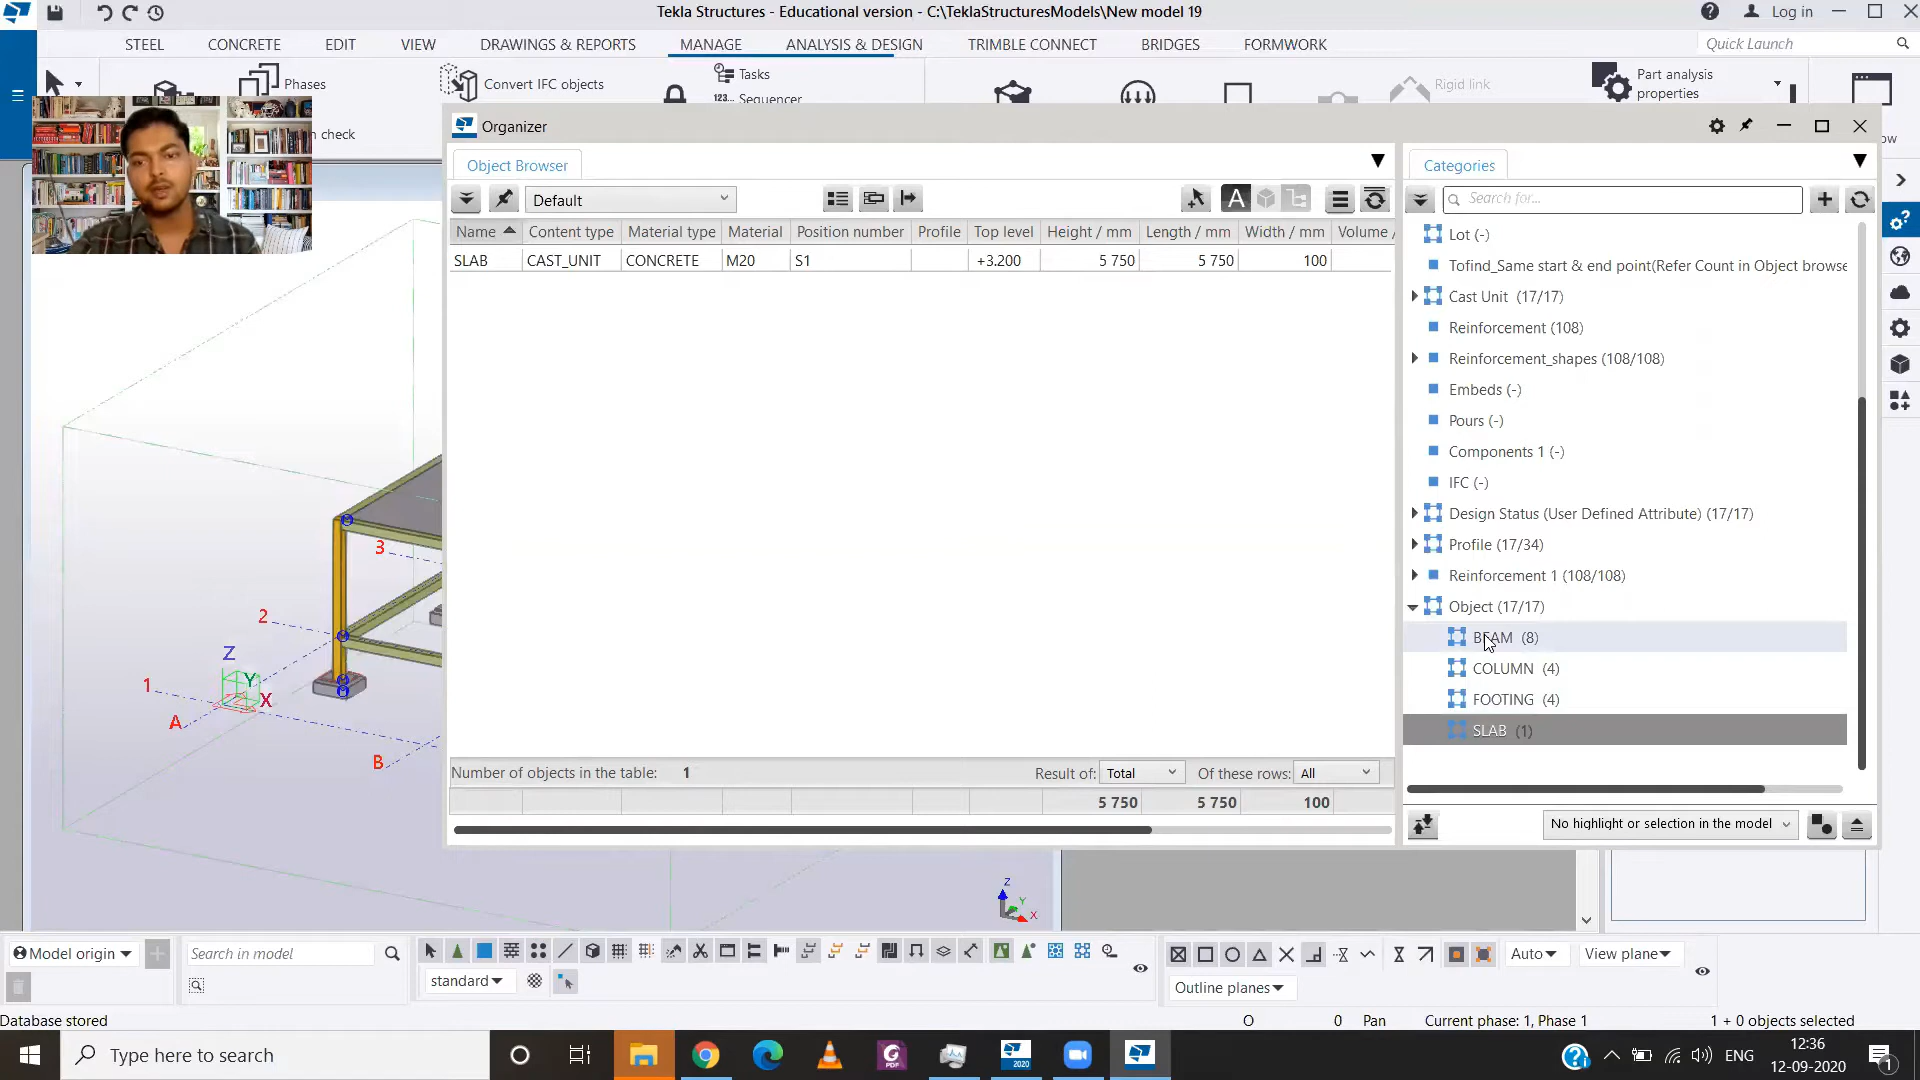 Tekla Structures - Educational version - C:\TeklaStructuresModels\New model 19
Log in
STEEL CONCRETE EDIT VIEW DRAWINGS & REPORTS MANAGE ANALYSIS & DESIGN TRIMBLE CONNECT BRIDGES FORMWORK
Quick Launch
Phases
Convert IFC objects
Tasks
123... Sequencer
Rigid link
Part analysis
properties
check
Organizer
Object Browser
Categories
Default
A
Search for...
Name Content type Material type Material Position number Profile Top level Height / mm Length / mm Width / mm Volume /
SLAB CAST_UNIT CONCRETE M20 S1 +3.200 5 750 5 750 100
Lot (-)
Tofind_Same start & end point(Refer Count in Object browse
Cast Unit (17/17)
Reinforcement (108)
Reinforcement_shapes (108/108)
Embeds (-)
Pours (-)
Components 1 (-)
IFC (-)
Design Status (User Defined Attribute) (17/17)
Profile (17/34)
Reinforcement 1 (108/108)
Object (17/17)
BEAM (8)
COLUMN (4)
FOOTING (4)
SLAB (1)
3
2
Z
Y
X
1
A
B
Number of objects in the table: 1
Result of: Total Of these rows: All
5 750 5 750 100
No highlight or selection in the model
Z
Y
X
Model origin
Search in model
standard
Auto
View plane
Outline planes
Database stored
O 0 Pan Current phase: 1, Phase 1 1 + 0 objects selected
Type here to search
PDF
2020
ENG
12:36
12-09-2020
1